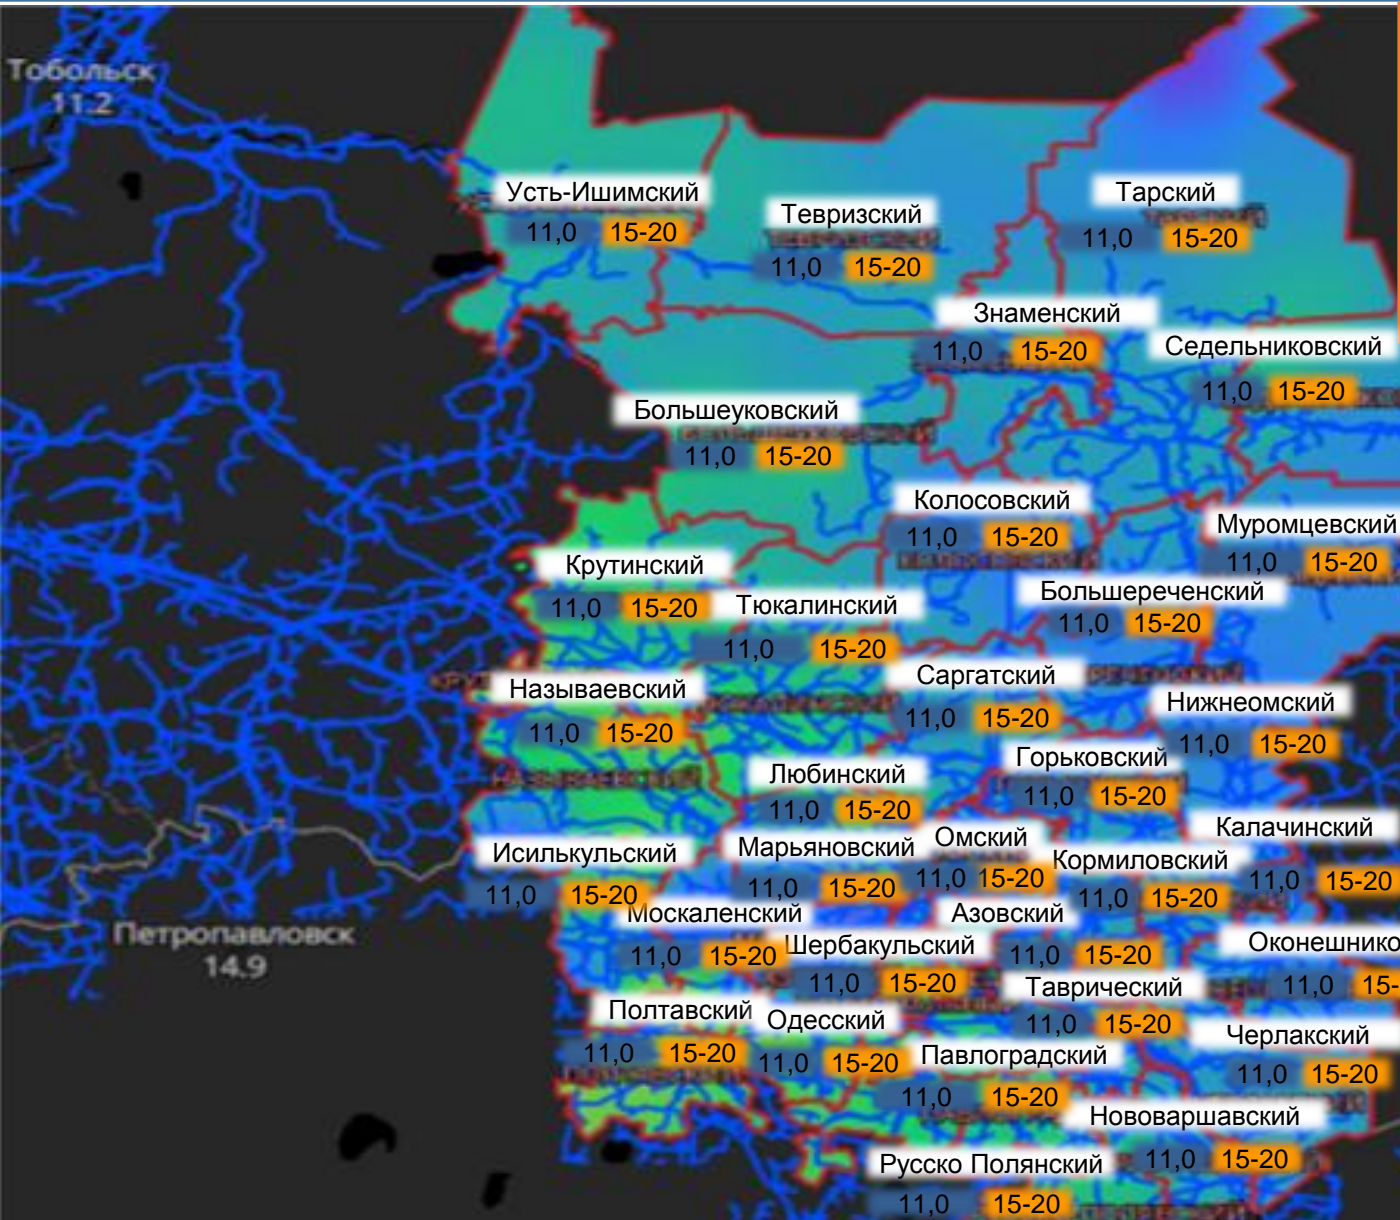 Тобольск
11.2
Усть-Ишимский
11,0 15-20
Тевризский
11,0 15-20
Тарский
11,0 15-20
Знаменский
11,0 15-20
Седельниковский
11,0 15-20
Большеуковский
11,0 15-20
Колосовский
11,0 15-20
Муромцевский
11,0 15-20
Крутинский
11,0 15-20
Тюкалинский
11,0 15-20
Большереченский
11,0 15-20
Называевский
11,0 15-20
НАЗЫВАЕВСКИЙ
Саргатский
11,0 15-20
Нижнеомский
11,0 15-20
Горьковский
11,0 15-20
Любинский
11,0 15-20
Калачинский
11,0 15-20
Исилькульский
11,0 15-20
Марьяновский
11,0 15-20
Омский
11,0 15-20
Кормиловский
11,0 15-20
Москаленский
11,0 15-20
Азовский
11,0 15-20
Шербакульский
11,0 15-20
Оконешнико
11,0 15-
Петропавловск
14.9
Таврический
11,0 15-20
Полтавский
11,0 15-20
Одесский
11,0 15-20
Черлакский
11,0 15-20
Павлоградский
11,0 15-20
Нововаршавский
11,0 15-20
Русско Полянский
11,0 15-20